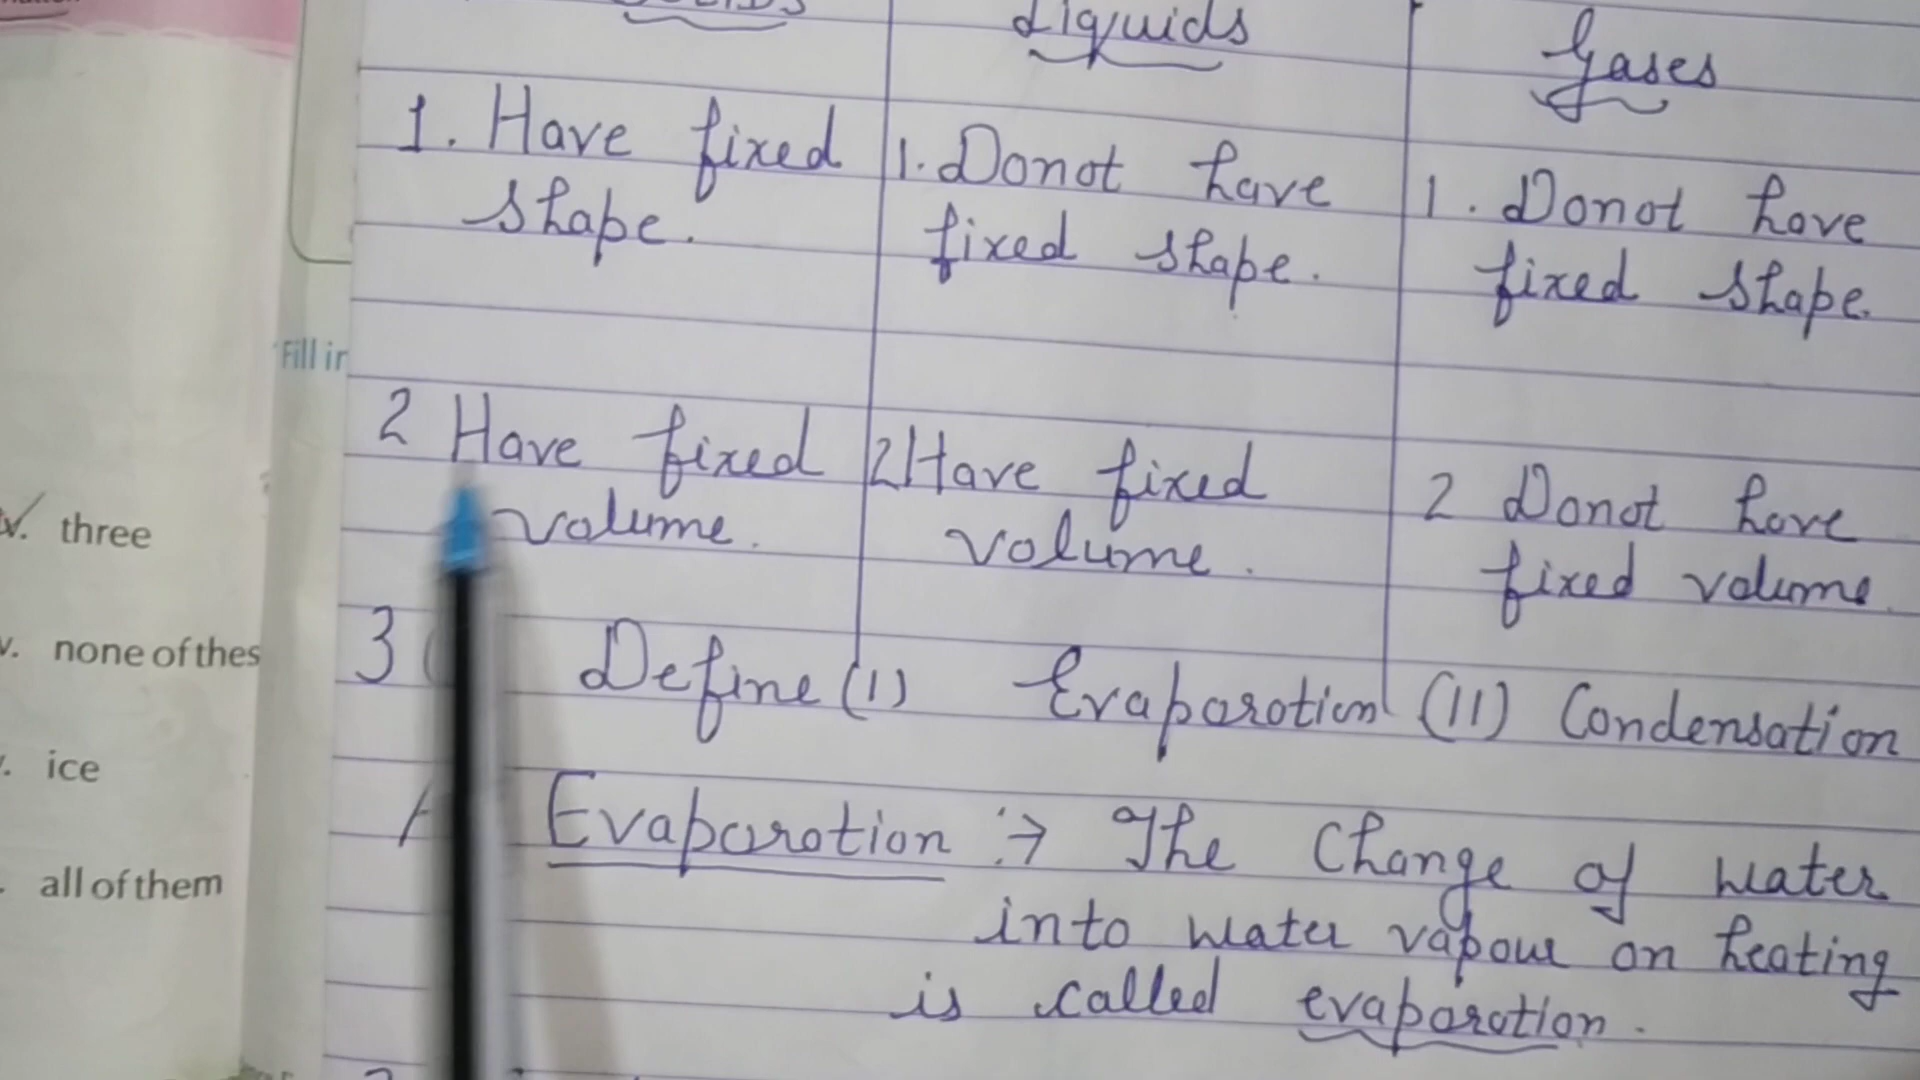 Liquids
Gases
1. Have fixed
shape.
1. Donot have
fixed shape.
1. Donot have
fixed shape.
2 Have fixed
volume.
2 Have fixed
volume.
2 Donot have
fixed volume.
3 Define (I) Evaporation (II) Condensation
Evaporation :→ The Change of water
into water vapour on heating
is called evaporation.
Fill in
iv. three
v. none of thes
ice
all of them